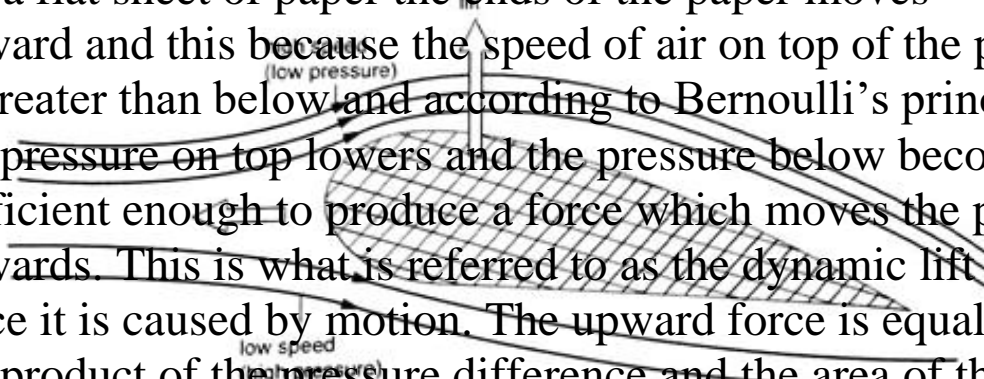 a flat sheet of paper the ends of the paper moves
ward and this because the speed of air on top of the p
(low pressure)
reater than below and according to Bernoulli's princ
pressure on top lowers and the pressure below beco
ficient enough to produce a force which moves the p
wards. This is what is referred to as the dynamic lift
ce it is caused by motion. The upward force is equal
low speed
product of the pressure difference and the area of th
(high pressure)